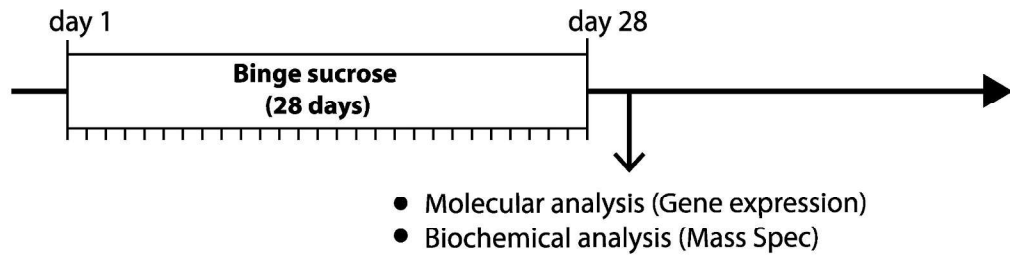 day 1
day 28
Binge sucrose
(28 days)
● Molecular analysis (Gene expression)
● Biochemical analysis (Mass Spec)